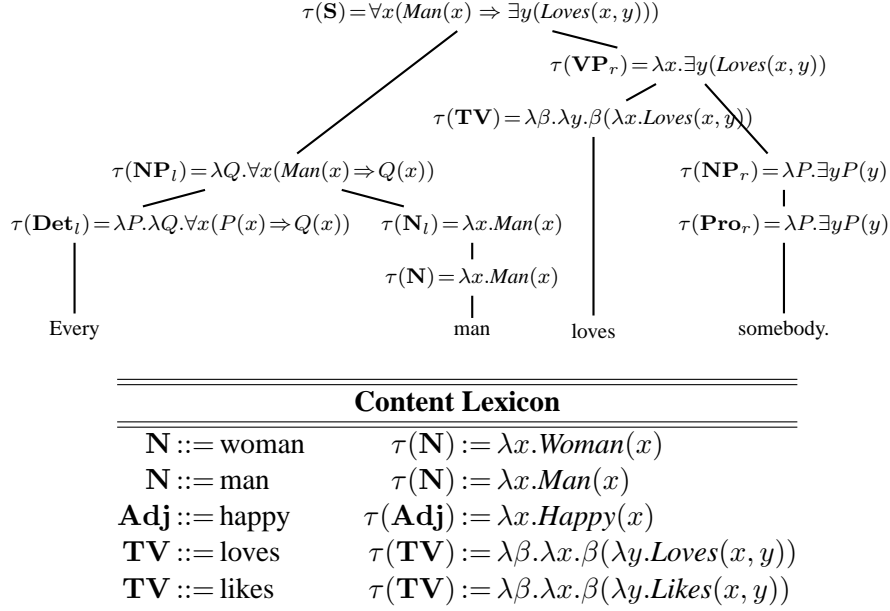 τ(S) = ∀x(Man(x) ⇒ ∃y(Loves(x, y)))
τ(VP_r) = λx.∃y(Loves(x, y))
τ(TV) = λβ.λy.β(λx.Loves(x, y))
τ(NP_l) = λQ.∀x(Man(x) ⇒ Q(x)) τ(NP_r) = λP.∃yP(y)
τ(Det_l) = λP.λQ.∀x(P(x) ⇒ Q(x)) τ(N_l) = λx.Man(x) τ(Pro_r) = λP.∃yP(y)
τ(N) = λx.Man(x)
Every man loves somebody.
Content Lexicon
N ::= woman τ(N) := λx.Woman(x)
N ::= man τ(N) := λx.Man(x)
Adj ::= happy τ(Adj) := λx.Happy(x)
TV ::= loves τ(TV) := λβ.λx.β(λy.Loves(x, y))
TV ::= likes τ(TV) := λβ.λx.β(λy.Likes(x, y))